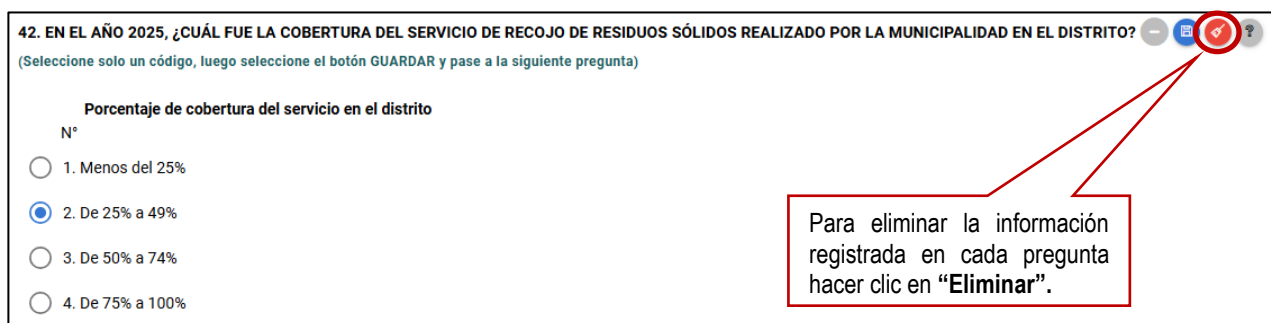 42. EN EL AÑO 2025, ¿CUÁL FUE LA COBERTURA DEL SERVICIO DE RECOJO DE RESIDUOS SÓLIDOS REALIZADO POR LA MUNICIPALIDAD EN EL DISTRITO?
(Seleccione solo un código, luego seleccione el botón GUARDAR y pase a la siguiente pregunta)
Porcentaje de cobertura del servicio en el distrito
N°
1. Menos del 25%
2. De 25% a 49%
3. De 50% a 74%
4. De 75% a 100%
Para eliminar la información
registrada en cada pregunta
hacer clic en “Eliminar”.